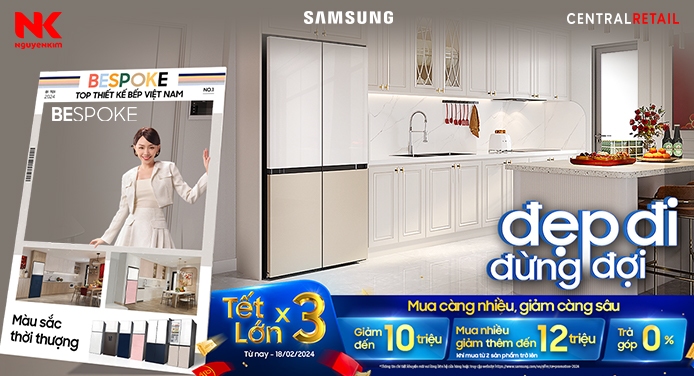 NK
NGUYENKIM
SAMSUNG
CENTRALRETAIL
BESPOKE
TOP THIẾT KẾ BẾP VIỆT NAM
2024
NO.1
BESPOKE
Màu sắc
thời thượng
đẹp đi
đừng đợi
Tết
Lớn x 3
Từ nay - 18/02/2024
Mua càng nhiều, giảm càng sâu
Giảm
đến 10 triệu
Mua nhiều
giảm thêm đến 12 triệu
khi mua từ 2 sản phẩm trở lên
Trả
góp 0%